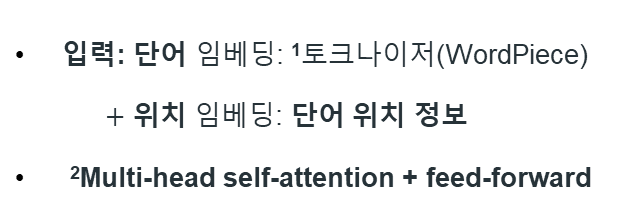 • 입력: 단어 임베딩: ¹토크나이저(WordPiece)
+ 위치 임베딩: 단어 위치 정보
• ²Multi-head self-attention + feed-forward